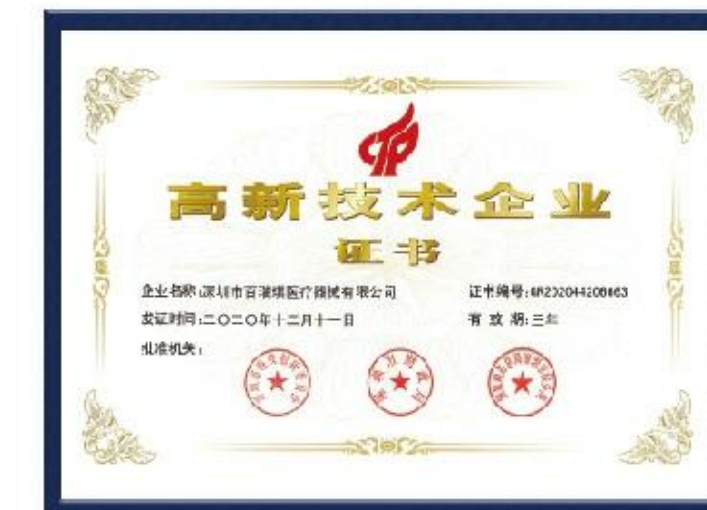 高新技术企业
证书
企业名称:深圳市百瑞琪医疗器械有限公司
证书编号:GR202044208063
发证时间:二〇二〇年十二月十一日
有 效 期:三年
批准机关: